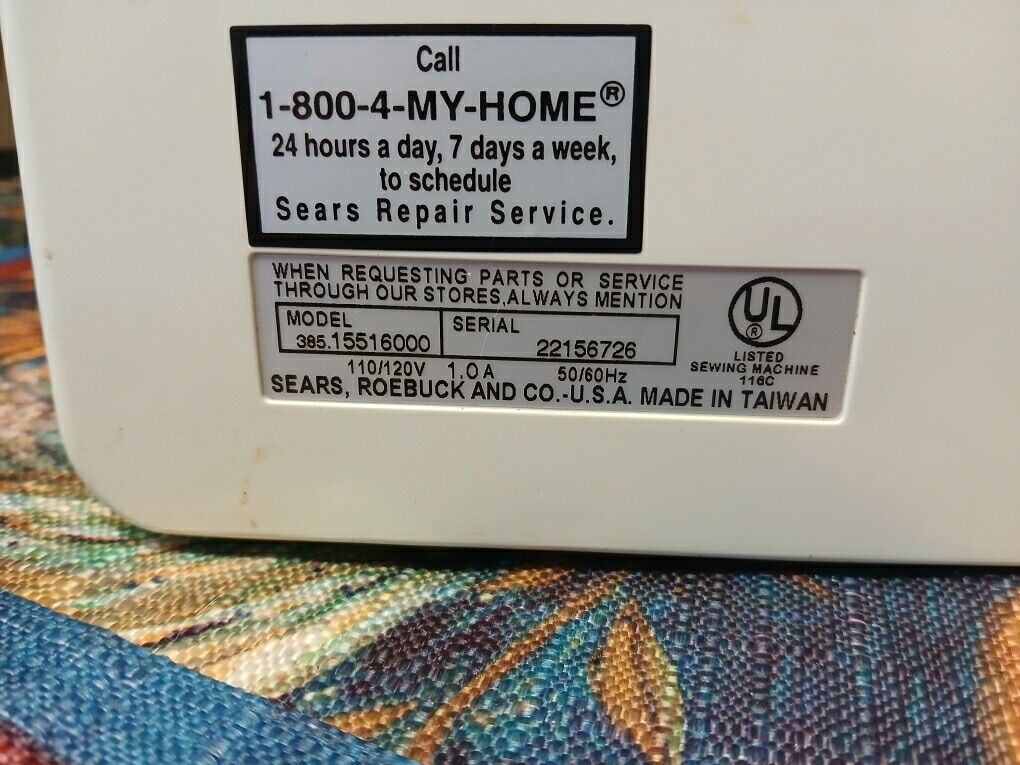 Call
1-800-4-MY-HOME®
24 hours a day, 7 days a week,
to schedule
Sears Repair Service.
WHEN REQUESTING PARTS OR SERVICE
THROUGH OUR STORES,ALWAYS MENTION
MODEL
385.15516000
SERIAL
22156726
110/120V 1.0A 50/60Hz
SEARS, ROEBUCK AND CO.-U.S.A. MADE IN TAIWAN
UL ®
LISTED
SEWING MACHINE
116C